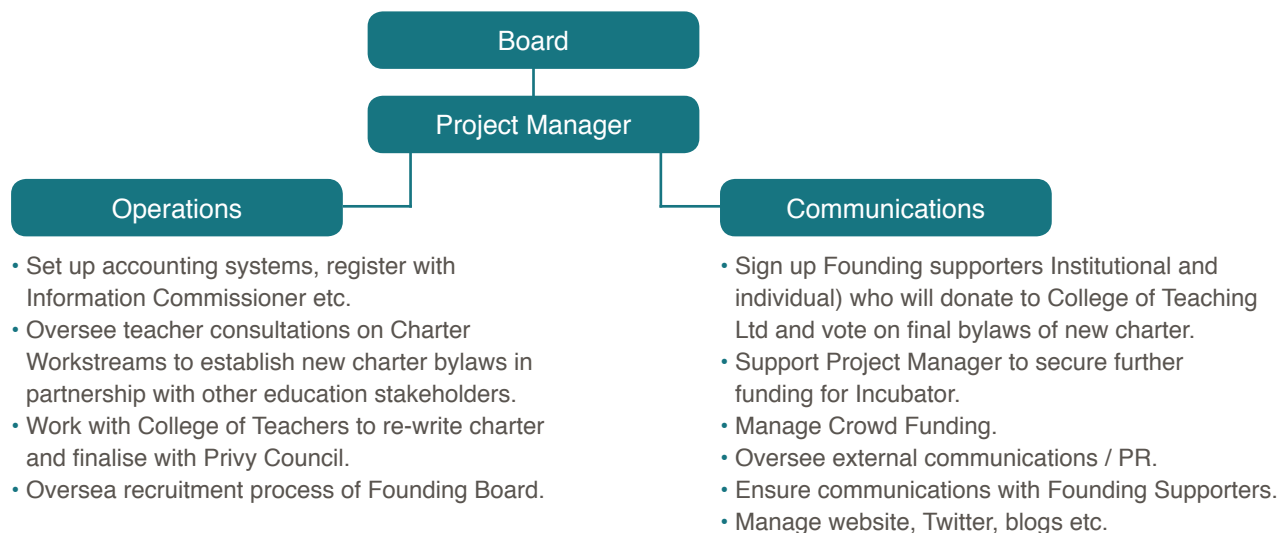 Board
Project Manager
Operations
• Set up accounting systems, register with
Information Commissioner etc.
• Oversee teacher consultations on Charter
Workstreams to establish new charter bylaws in
partnership with other education stakeholders.
• Work with College of Teachers to re-write charter
and finalise with Privy Council.
• Oversea recruitment process of Founding Board.
Communications
• Sign up Founding supporters Institutional and
individual) who will donate to College of Teaching
Ltd and vote on final bylaws of new charter.
• Support Project Manager to secure further
funding for Incubator.
• Manage Crowd Funding.
• Oversee external communications / PR.
• Ensure communications with Founding Supporters.
• Manage website, Twitter, blogs etc.